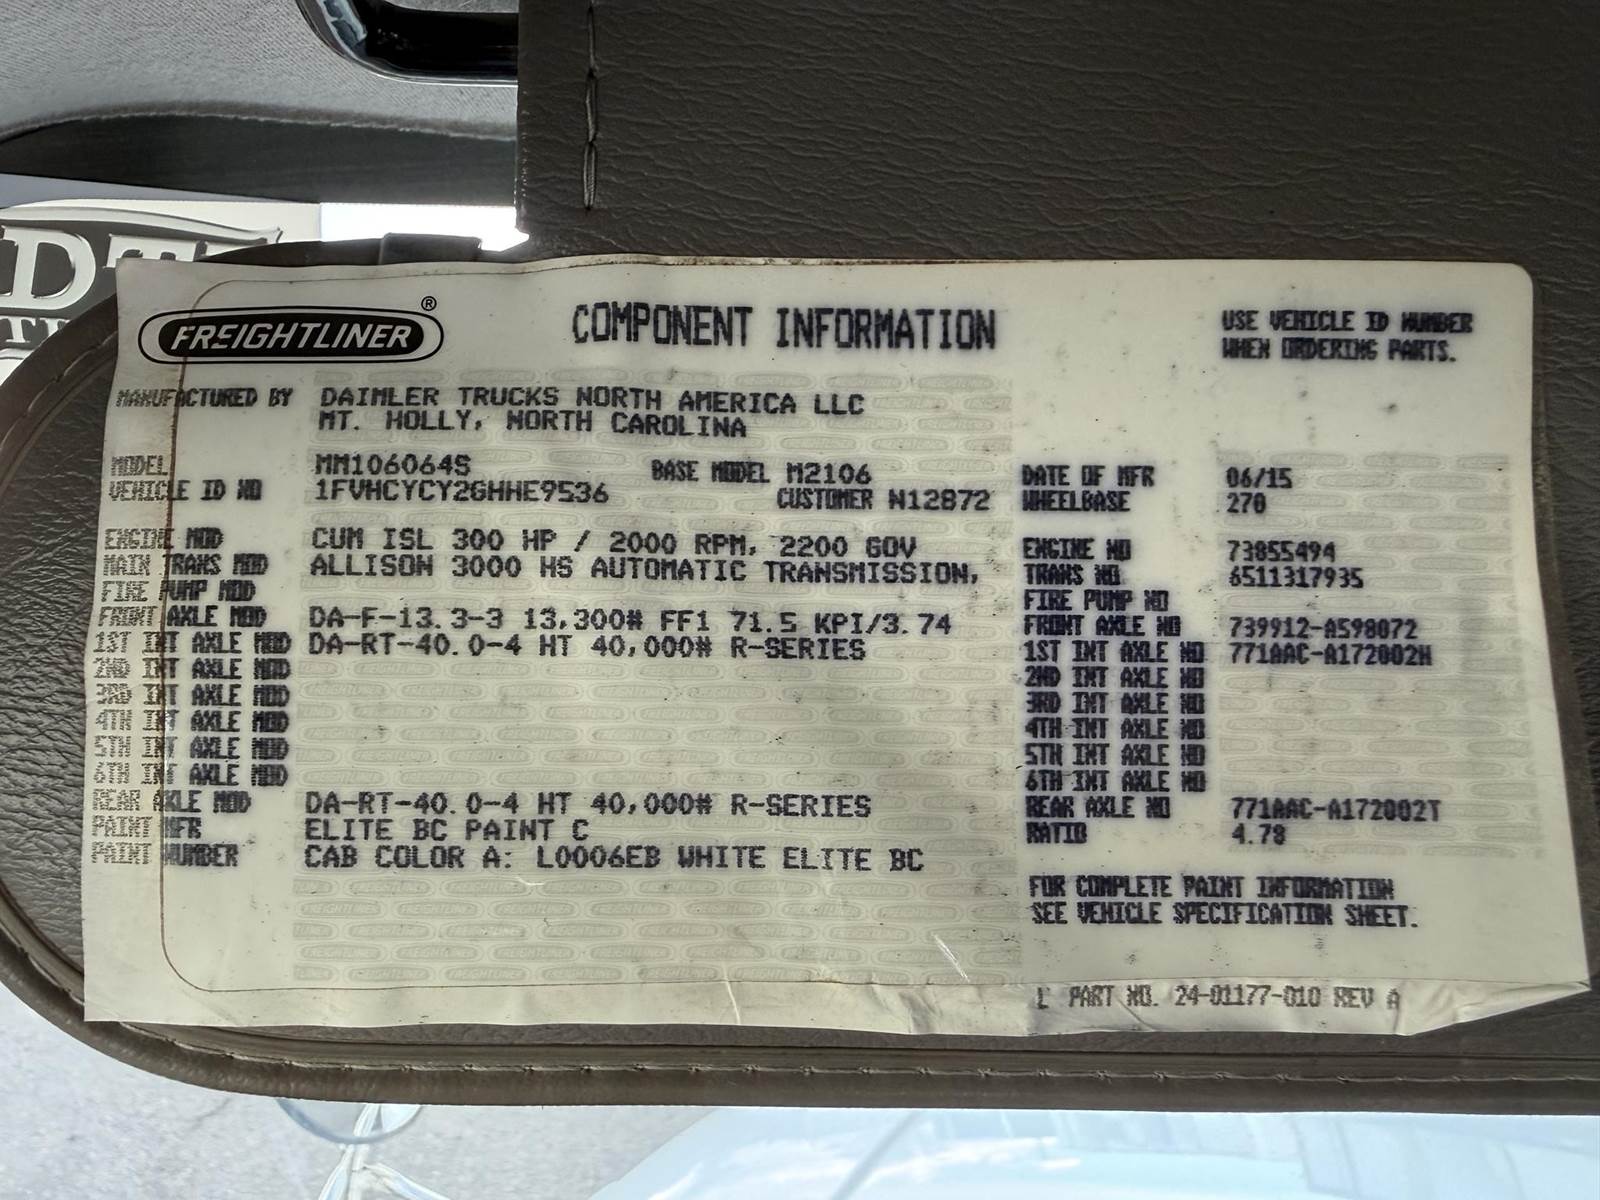 FREIGHTLINER ®
COMPONENT INFORMATION
USE VEHICLE ID NUMBER
WHEN ORDERING PARTS.
MANUFACTURED BY DAIMLER TRUCKS NORTH AMERICA LLC
MT. HOLLY, NORTH CAROLINA
MODEL MM106064S BASE MODEL M2106 DATE OF MFR 06/15
VEHICLE ID NO 1FVHCYCY2GHHE9536 CUSTOMER N12872 WHEELBASE 270
ENGINE MOD CUM ISL 300 HP / 2000 RPM, 2200 GOV ENGINE NO 73855494
MAIN TRANS MOD ALLISON 3000 HS AUTOMATIC TRANSMISSION, TRANS NO 6511317935
FIRE PUMP MOD FIRE PUMP NO
FRONT AXLE MOD DA-F-13.3-3 13,300# FF1 71.5 KPI/3.74 FRONT AXLE NO 739912-A598072
1ST INT AXLE MOD DA-RT-40.0-4 HT 40,000# R-SERIES 1ST INT AXLE NO 771AAC-A172002H
2ND INT AXLE MOD 2ND INT AXLE NO
3RD INT AXLE MOD 3RD INT AXLE NO
4TH INT AXLE MOD 4TH INT AXLE NO
5TH INT AXLE MOD 5TH INT AXLE NO
6TH INT AXLE MOD 6TH INT AXLE NO
REAR AXLE MOD DA-RT-40.0-4 HT 40,000# R-SERIES REAR AXLE NO 771AAC-A172002T
PAINT MFR ELITE BC PAINT C RATIO 4.78
PAINT NUMBER CAB COLOR A: L0006EB WHITE ELITE BC
FOR COMPLETE PAINT INFORMATION
SEE VEHICLE SPECIFICATION SHEET.
PART NO. 24-01177-010 REV A